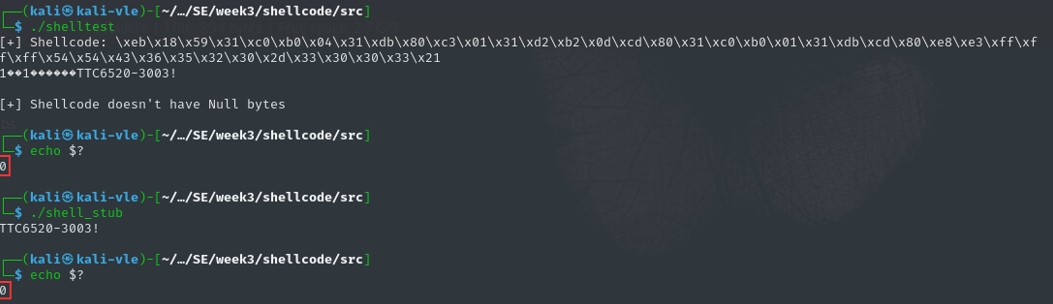 ┌──(kali㉿kali-vle)-[~/…/SE/week3/shellcode/src]
└─$ ./shelltest
[+] Shellcode: \xeb\x18\x59\x31\xc0\xb0\x04\x31\xdb\x80\xc3\x01\x31\xd2\xb2\x0d\xcd\x80\x31\xc0\xb0\x01\x31\xdb\xcd\x80\xe8\xe3\xff\xf
f\xff\x54\x54\x43\x36\x35\x32\x30\x2d\x33\x30\x30\x33\x21
1��1������TTC6520-3003!
[+] Shellcode doesn't have Null bytes
┌──(kali㉿kali-vle)-[~/…/SE/week3/shellcode/src]
└─$ echo $?
0
┌──(kali㉿kali-vle)-[~/…/SE/week3/shellcode/src]
└─$ ./shell_stub
TTC6520-3003!
┌──(kali㉿kali-vle)-[~/…/SE/week3/shellcode/src]
└─$ echo $?
0